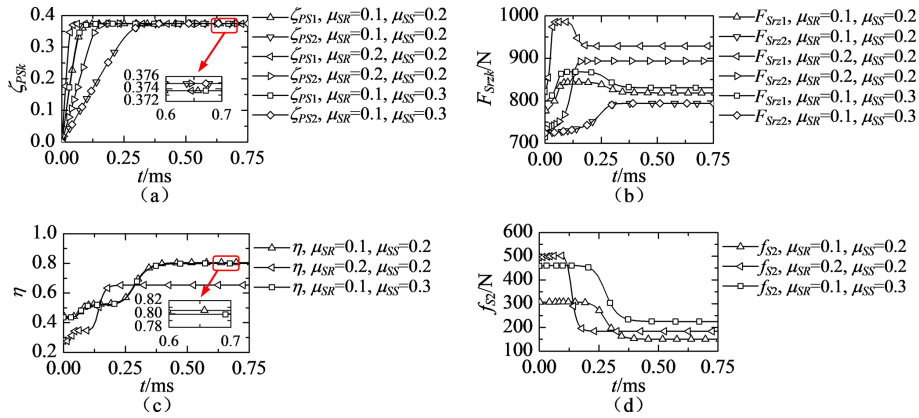 0.4
0.3
0.2
0.1
0.0
ζPSk
0.376
0.374
0.372
0.6 0.7
0.00 0.25 0.50 0.75
t/ms
(a)
ζPS1, μSR=0.1, μSS=0.2
ζPS2, μSR=0.1, μSS=0.2
ζPS1, μSR=0.2, μSS=0.2
ζPS2, μSR=0.2, μSS=0.2
ζPS1, μSR=0.1, μSS=0.3
ζPS2, μSR=0.1, μSS=0.3
1000
900
800
700
FSrzk/N
0.00 0.25 0.50 0.75
t/ms
(b)
FSrz1, μSR=0.1, μSS=0.2
FSrz2, μSR=0.1, μSS=0.2
FSrz1, μSR=0.2, μSS=0.2
FSrz2, μSR=0.2, μSS=0.2
FSrz1, μSR=0.1, μSS=0.3
FSrz2, μSR=0.1, μSS=0.3
1.0
0.8
0.6
0.4
0.2
η
0.82
0.80
0.78
0.6 0.7
0.00 0.25 0.50 0.75
t/ms
(c)
η, μSR=0.1, μSS=0.2
η, μSR=0.2, μSS=0.2
η, μSR=0.1, μSS=0.3
500
400
300
200
100
fS2/N
0.00 0.25 0.50 0.75
t/ms
(d)
fS2, μSR=0.1, μSS=0.2
fS2, μSR=0.2, μSS=0.2
fS2, μSR=0.1, μSS=0.3